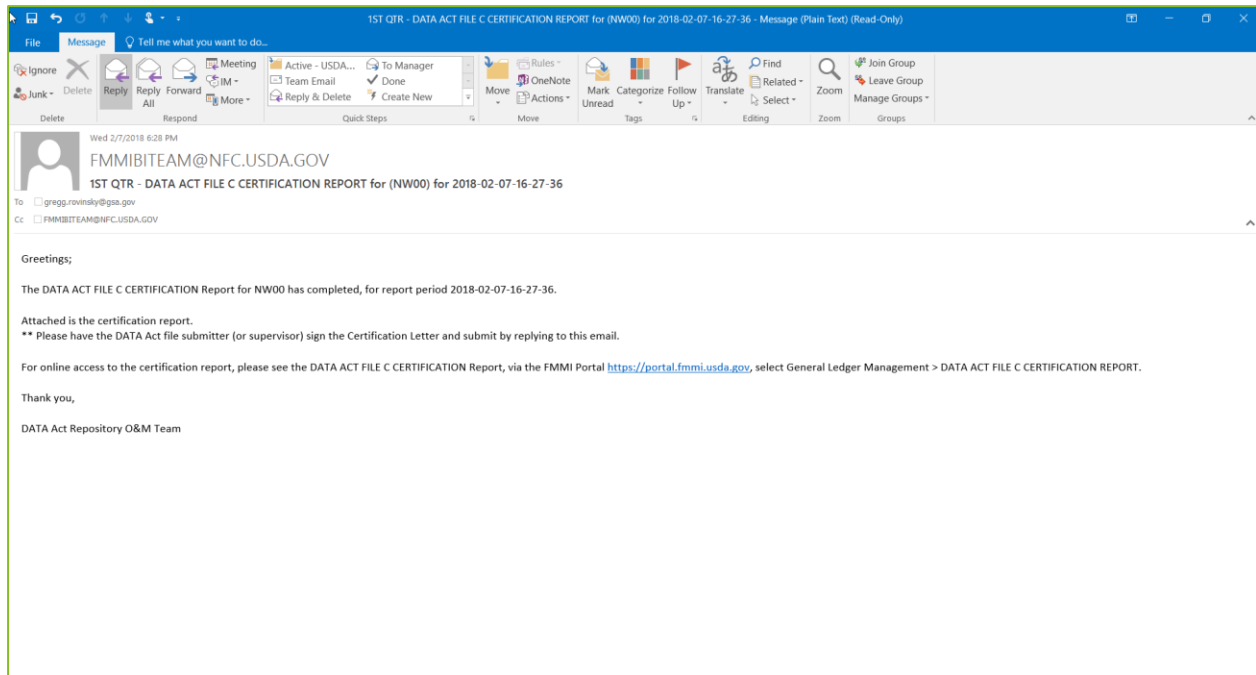 1ST QTR - DATA ACT FILE C CERTIFICATION REPORT for (NW00) for 2018-02-07-16-27-36 - Message (Plain Text) (Read-Only)
File Message Tell me what you want to do...
Ignore
Junk
Delete
Reply
Reply All
Forward
Meeting
IM
More
Active - USDA...
Team Email
Reply & Delete
To Manager
Done
Create New
Move
Rules
OneNote
Actions
Mark Unread
Categorize
Follow Up
Translate
Find
Related
Select
Zoom
Join Group
Leave Group
Manage Groups
Delete Respond Quick Steps Move Tags Editing Zoom Groups
Wed 2/7/2018 6:28 PM
FMMIBITEAM@NFC.USDA.GOV
1ST QTR - DATA ACT FILE C CERTIFICATION REPORT for (NW00) for 2018-02-07-16-27-36
To gregg.rovinsky@gsa.gov
Cc FMMIBITEAM@NFC.USDA.GOV
Greetings;
The DATA ACT FILE C CERTIFICATION Report for NW00 has completed, for report period 2018-02-07-16-27-36.
Attached is the certification report.
** Please have the DATA Act file submitter (or supervisor) sign the Certification Letter and submit by replying to this email.
For online access to the certification report, please see the DATA ACT FILE C CERTIFICATION Report, via the FMMI Portal https://portal.fmmi.usda.gov, select General Ledger Management > DATA ACT FILE C CERTIFICATION REPORT.
Thank you,
DATA Act Repository O&M Team